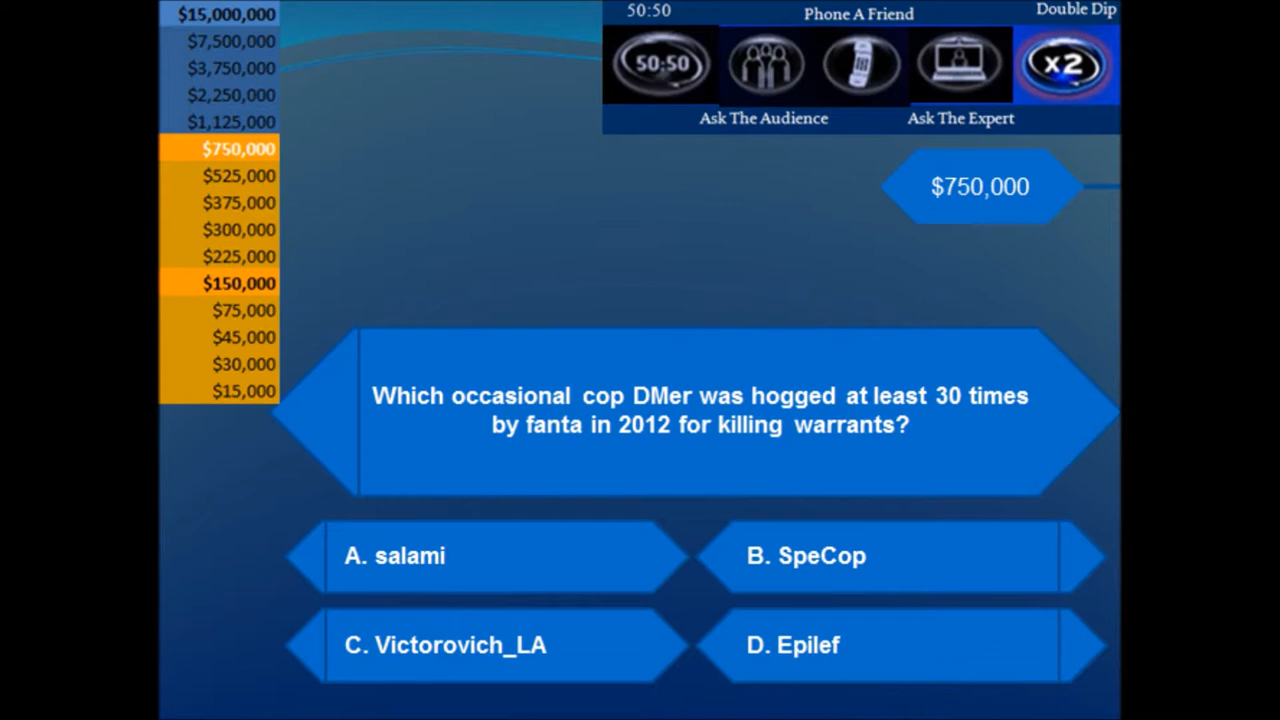 $15,000,000
$7,500,000
$3,750,000
$2,250,000
$1,125,000
$750,000
$525,000
$375,000
$300,000
$225,000
$150,000
$75,000
$45,000
$30,000
$15,000
50:50
Phone A Friend
Double Dip
50:50
x2
Ask The Audience
Ask The Expert
$750,000
Which occasional cop DMer was hogged at least 30 times
by fanta in 2012 for killing warrants?
A. salami
B. SpeCop
C. Victorovich_LA
D. Epilef